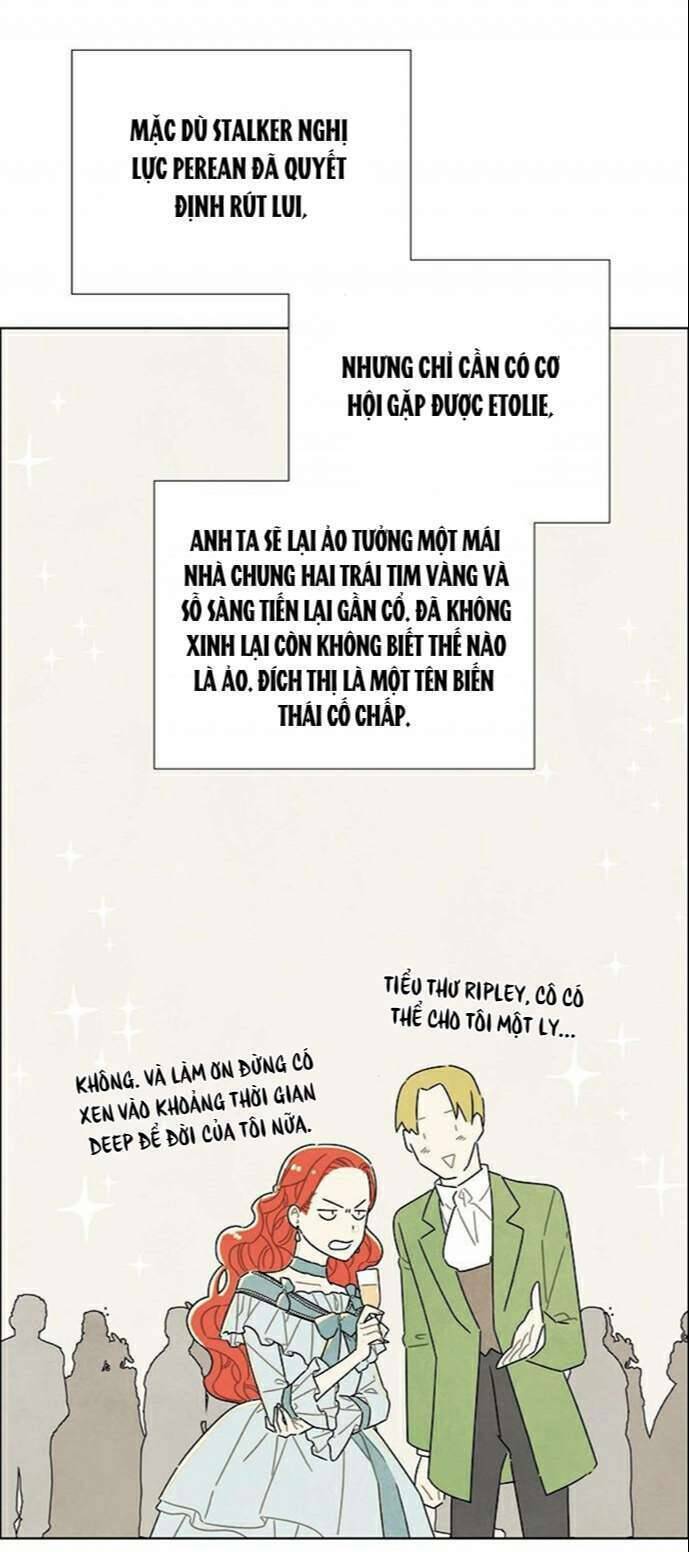 MẶC DÙ STALKER NGHỊ
LỰC PEREAN ĐÃ QUYẾT
ĐỊNH RÚT LUI,
NHƯNG CHỈ CẦN CÓ CƠ
HỘI GẶP ĐƯỢC ETOLIE,
ANH TA SẼ LẠI ẢO TƯỞNG MỘT MÁI
NHÀ CHUNG HAI TRÁI TIM VÀNG VÀ
SỖ SÀNG TIẾN LẠI GẦN CỔ. ĐÃ KHÔNG
XINH LẠI CÒN KHÔNG BIẾT THẾ NÀO
LÀ ẢO. ĐÍCH THỊ LÀ MỘT TÊN BIẾN
THÁI CỐ CHẤP.
TIỂU THƯ RIPLEY, CÔ CÓ
THỂ CHO TÔI MỘT LY...
KHÔNG. VÀ LÀM ƠN ĐỪNG CÓ
XEN VÀO KHOẢNG THỜI GIAN
DEEP ĐỂ ĐỜI CỦA TÔI NỮA.